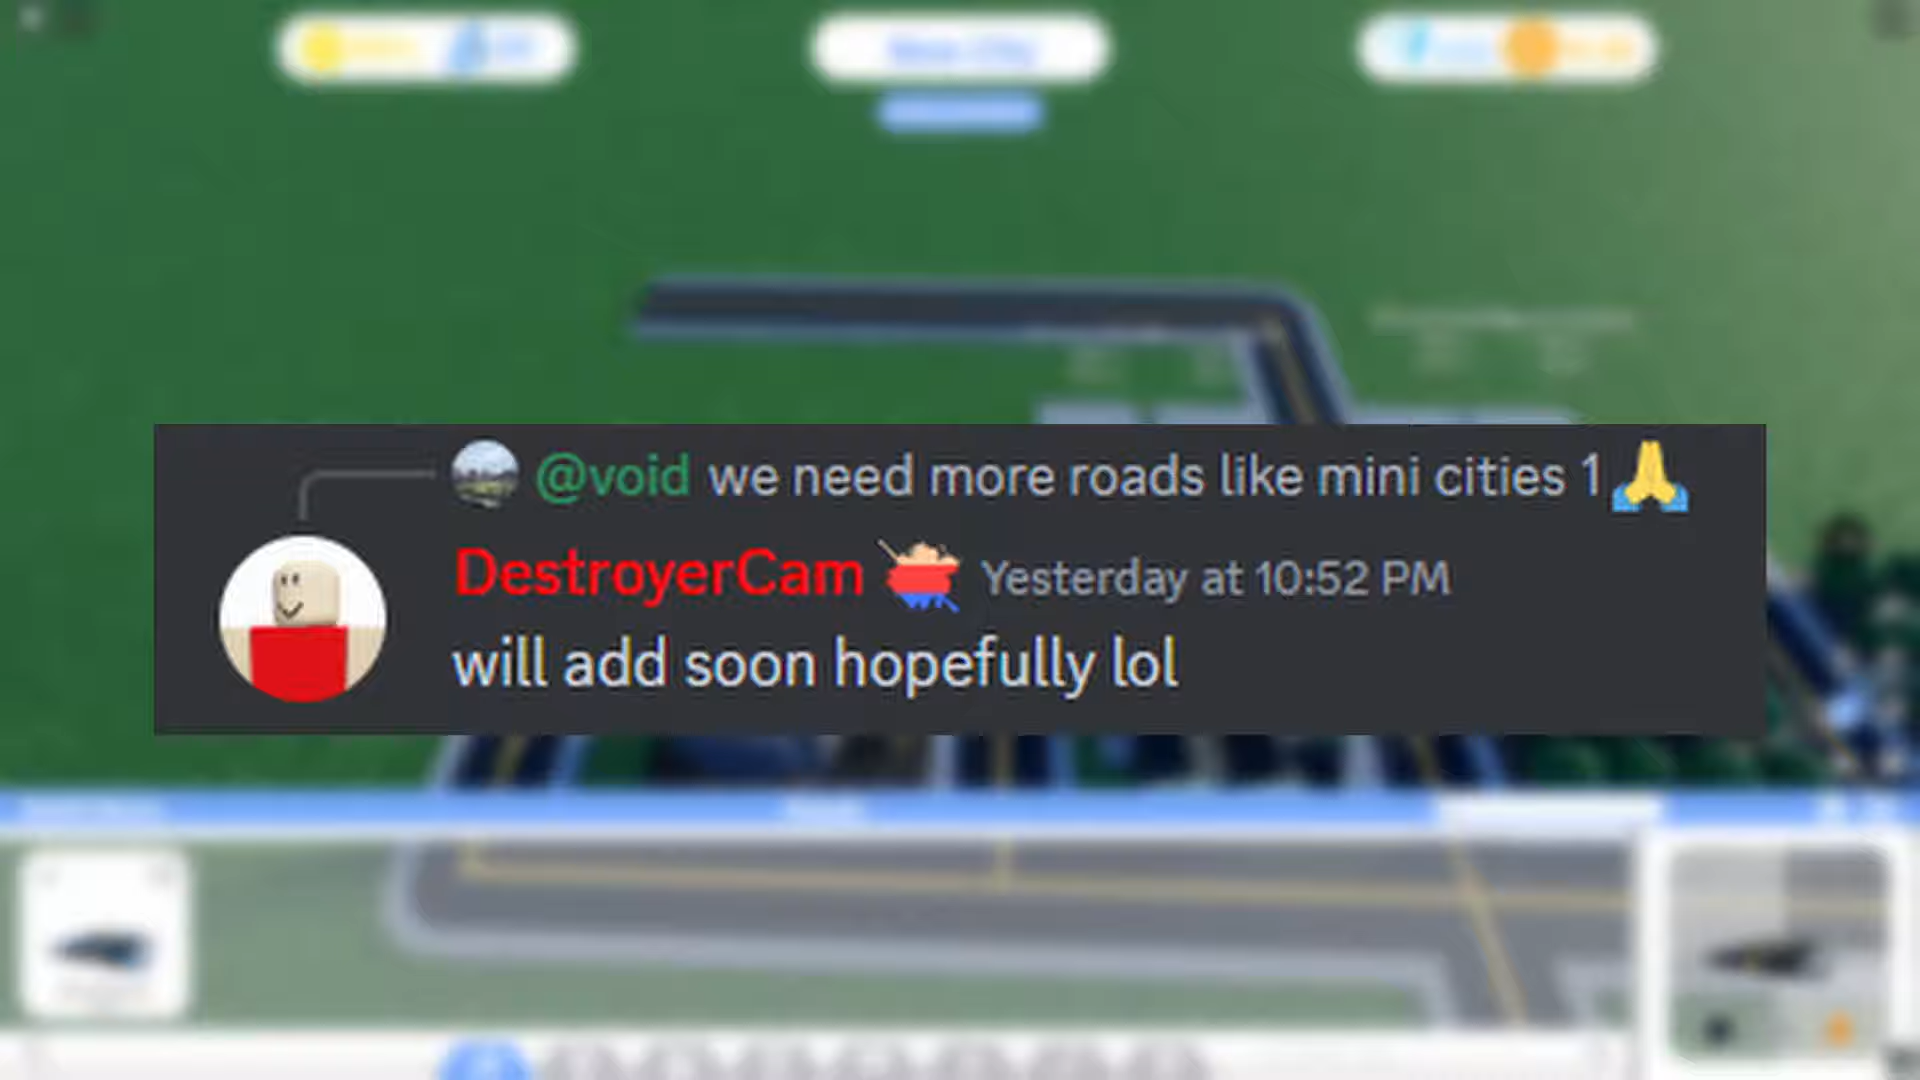 @void we need more roads like mini cities 1🙏
DestroyerCam Yesterday at 10:52 PM
will add soon hopefully lol